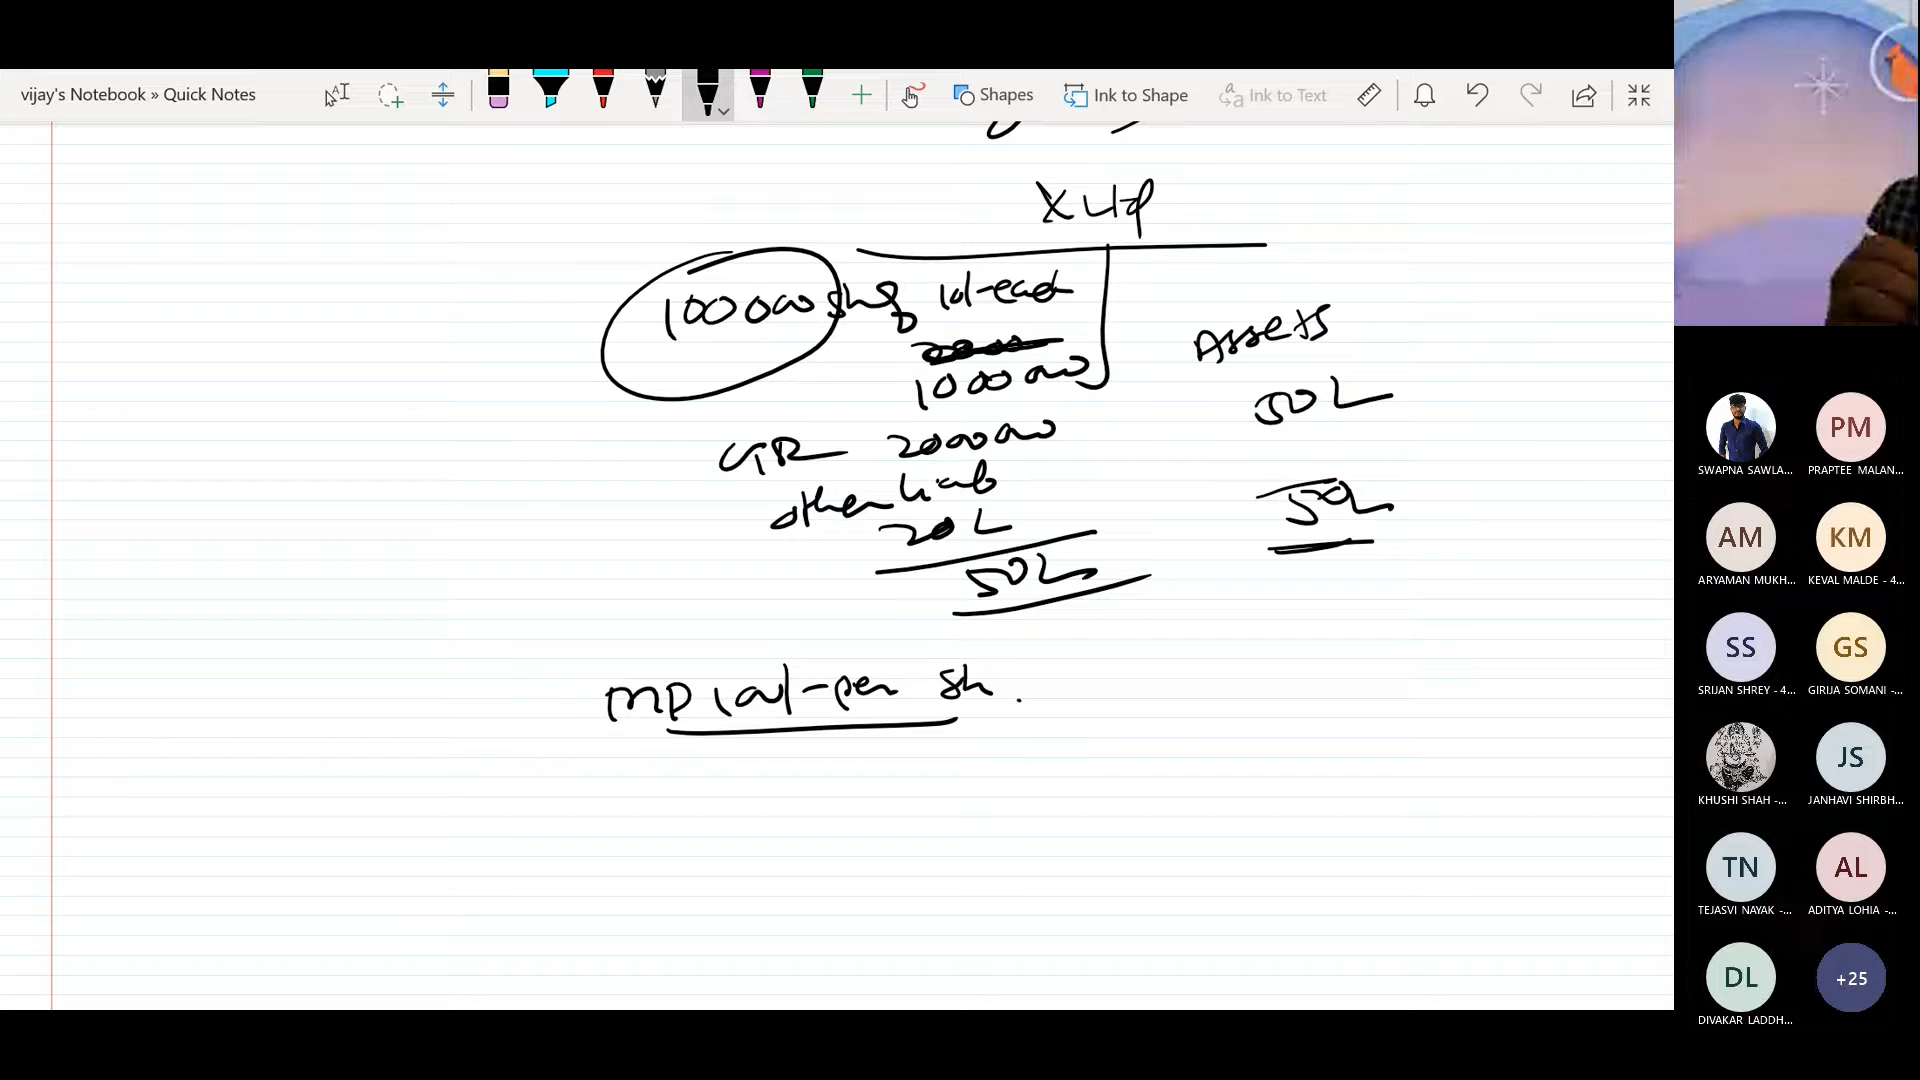 vijay's Notebook » Quick Notes
Shapes
Ink to Shape
Ink to Text
X Ltd
100000 sh of 10/- each
1000000
Assets
50 L
GR 2000000
other liab
20 L
50 L
50L
MP 100/- per sh.
SWAPNA SAWLA...
PM
PRAPTEE MALAN...
AM
ARYAMAN MUKH...
KM
KEVAL MALDE - 4...
SS
SRIJAN SHREY - 4...
GS
GIRIJA SOMANI -...
KHUSHI SHAH -...
JS
JANHAVI SHIRBH...
TN
TEJASVI NAYAK -...
AL
ADITYA LOHIA -...
DL
DIVAKAR LADDH...
+25